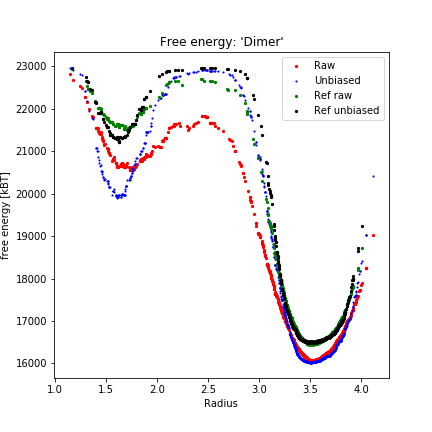 Free energy: 'Dimer'
Raw
Unbiased
Ref raw
Ref unbiased
free energy [kBT]
23000
22000
21000
20000
19000
18000
17000
16000
1.0 1.5 2.0 2.5 3.0 3.5 4.0
Radius